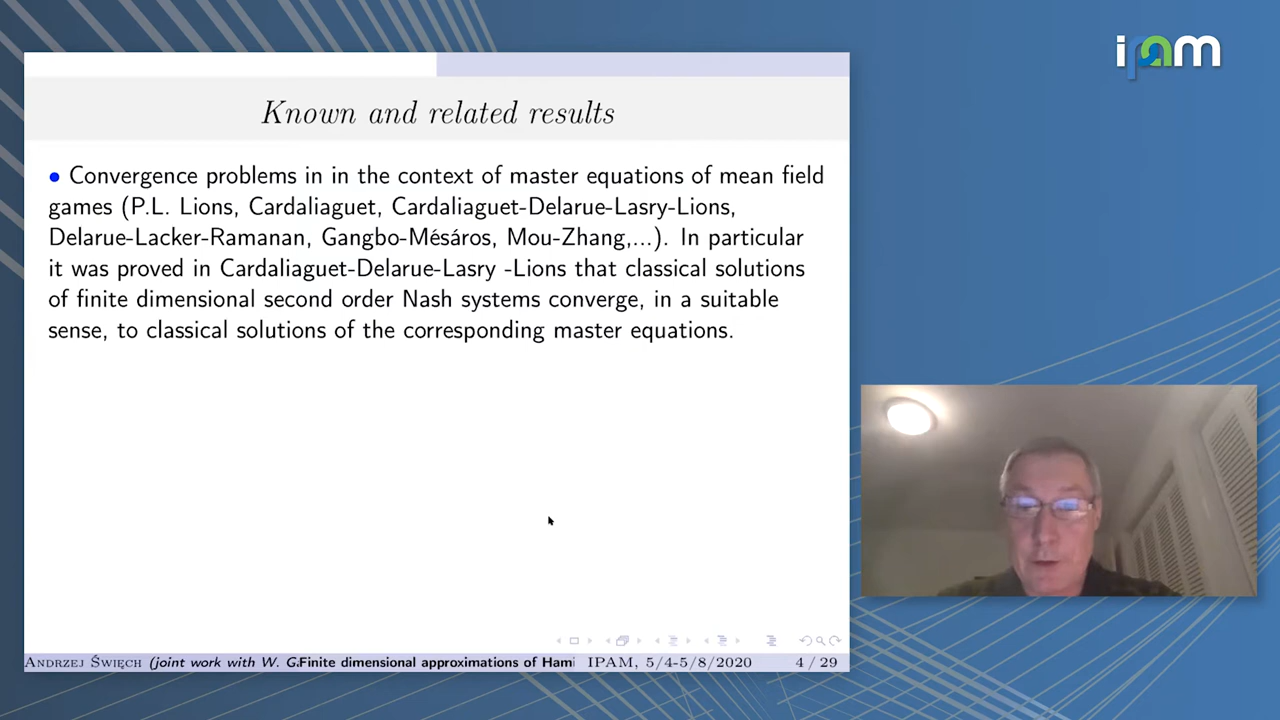 ipam
Known and related results
• Convergence problems in in the context of master equations of mean field
games (P.L. Lions, Cardaliaguet, Cardaliaguet-Delarue-Lasry-Lions,
Delarue-Lacker-Ramanan, Gangbo-Mésáros, Mou-Zhang,...). In particular
it was proved in Cardaliaguet-Delarue-Lasry -Lions that classical solutions
of finite dimensional second order Nash systems converge, in a suitable
sense, to classical solutions of the corresponding master equations.
Andrzej Święch (joint work with W. G.Finite dimensional approximations of Hami IPAM, 5/4-5/8/2020 4 / 29